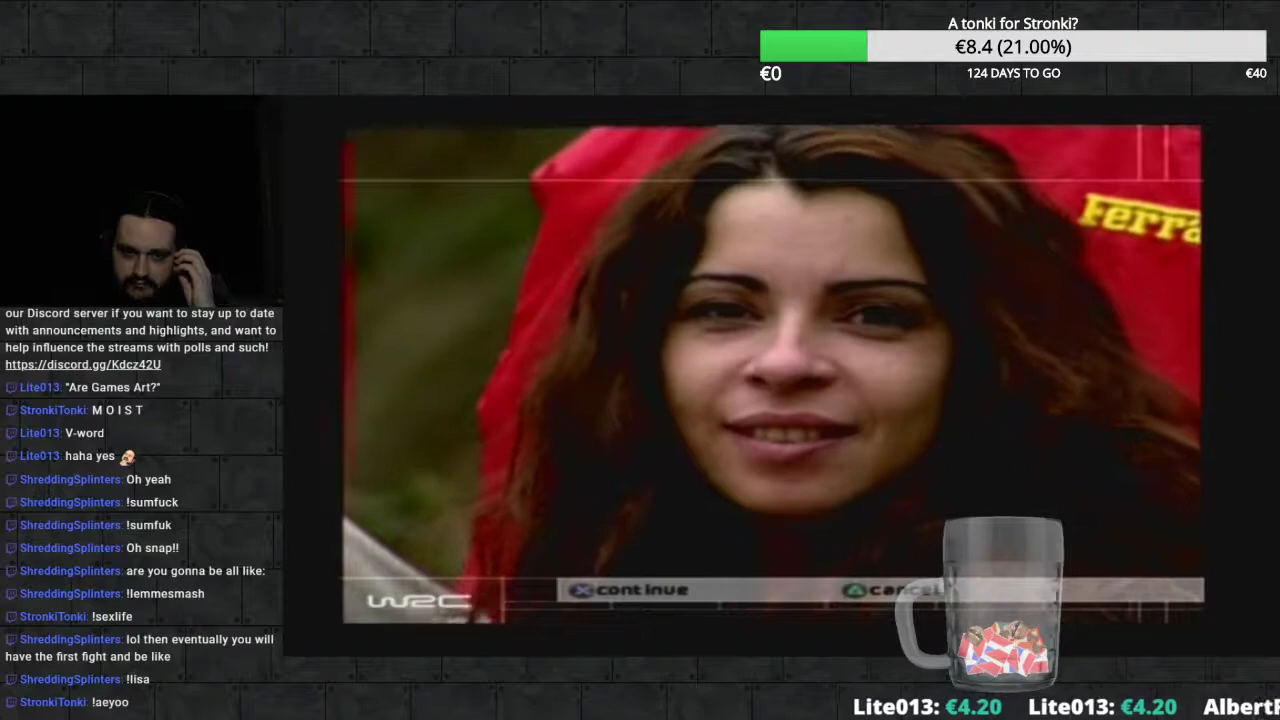 A tonki for Stronki?
€8.4 (21.00%)
€0
124 DAYS TO GO
€40
Ferra
our Discord server if you want to stay up to date
with announcements and highlights, and want to
help influence the streams with polls and such!
https://discord.gg/Kdcz42U
Lite013: "Are Games Art?"
StronkiTonki: M O I S T
Lite013: V-word
Lite013: haha yes
ShreddingSplinters: Oh yeah
ShreddingSplinters: !sumfuck
ShreddingSplinters: !sumfuk
ShreddingSplinters: Oh snap!!
ShreddingSplinters: are you gonna be all like:
ShreddingSplinters: !lemmesmash
StronkiTonki: !sexlife
ShreddingSplinters: lol then eventually you will
have the first fight and be like
ShreddingSplinters: !lisa
StronkiTonki: !aeyoo
WRC
continue
cancel
Lite013: €4.20 Lite013: €4.20 Albert